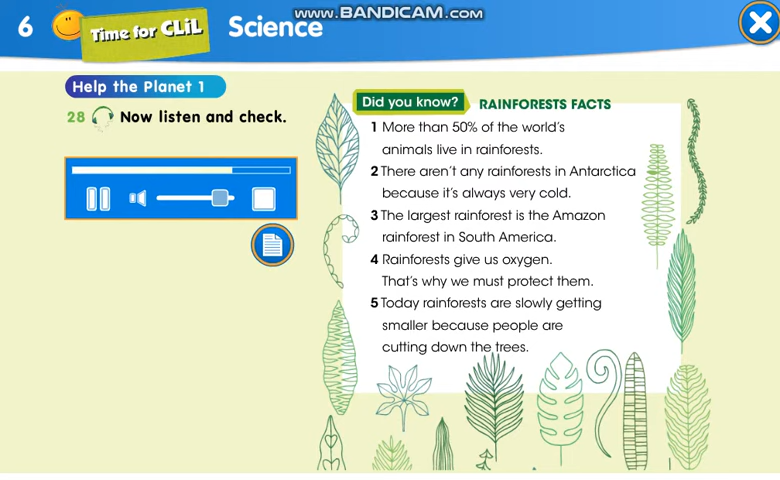 www.BANDICAM.com
6 Time for CLiL Science
Help the Planet 1
28 Now listen and check.
Did you know? RAINFORESTS FACTS
1 More than 50% of the world's
animals live in rainforests.
2 There aren't any rainforests in Antarctica
because it's always very cold.
3 The largest rainforest is the Amazon
rainforest in South America.
4 Rainforests give us oxygen.
That's why we must protect them.
5 Today rainforests are slowly getting
smaller because people are
cutting down the trees.